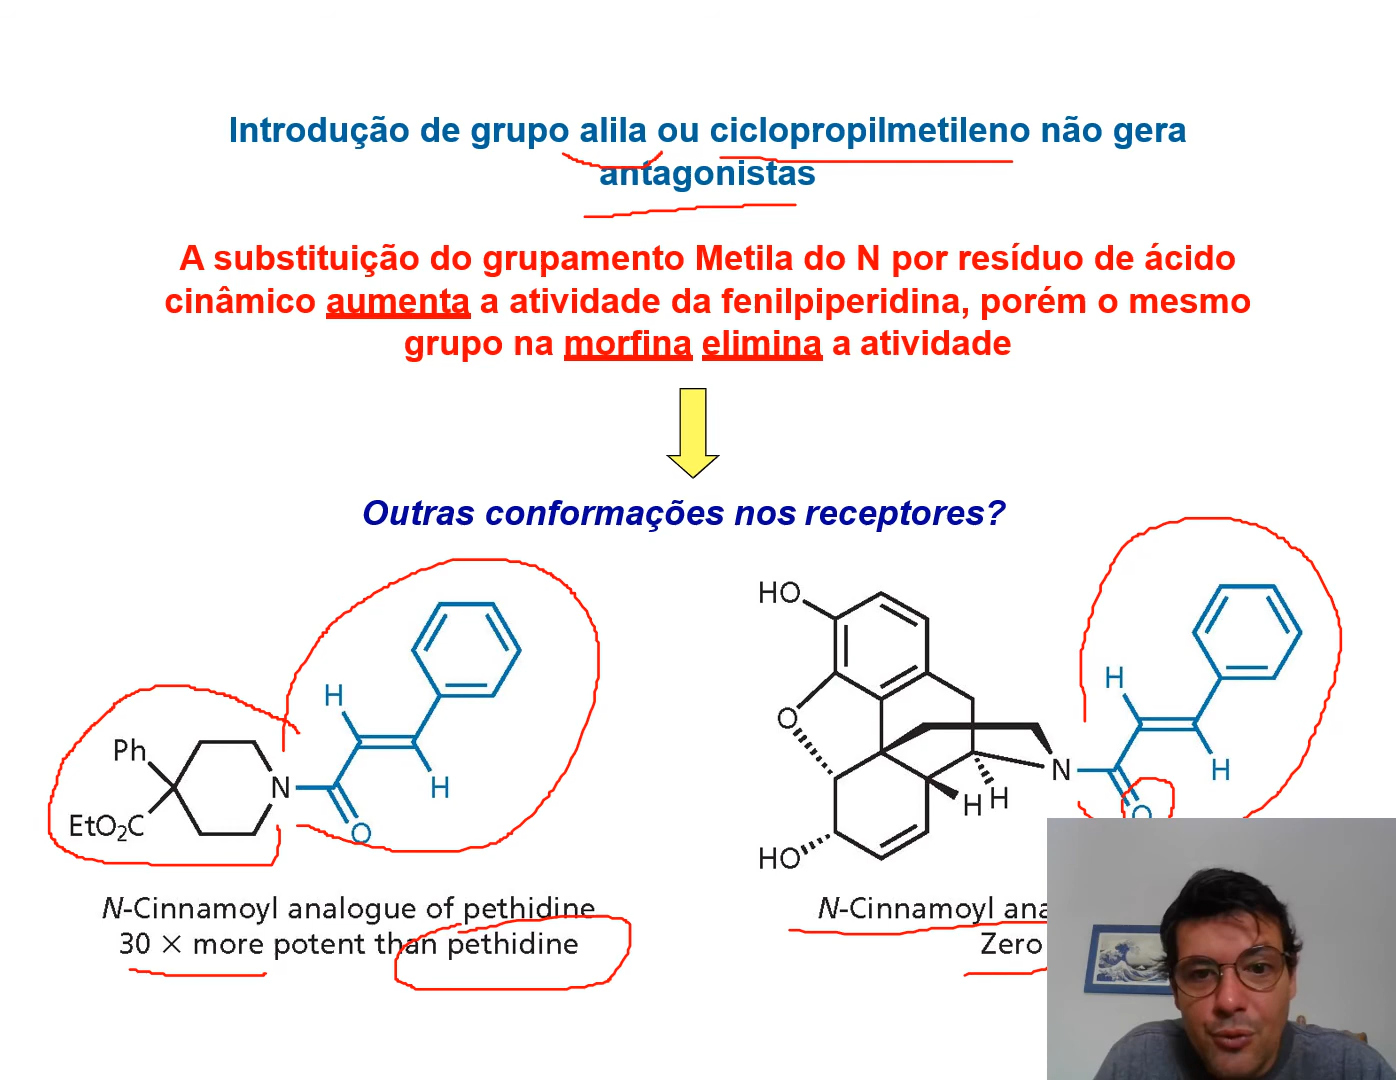 Introdução de grupo alila ou ciclopropilmetileno não gera
antagonistas
A substituição do grupamento Metila do N por resíduo de ácido
cinâmico aumenta a atividade da fenilpiperidina, porém o mesmo
grupo na morfina elimina a atividade
Outras conformações nos receptores?
Ph
EtO₂C
N
O
H
H
HO
O
HO
H
H
N
O
H
H
N-Cinnamoyl analogue of pethidine
30 × more potent than pethidine
N-Cinnamoyl ana
Zero